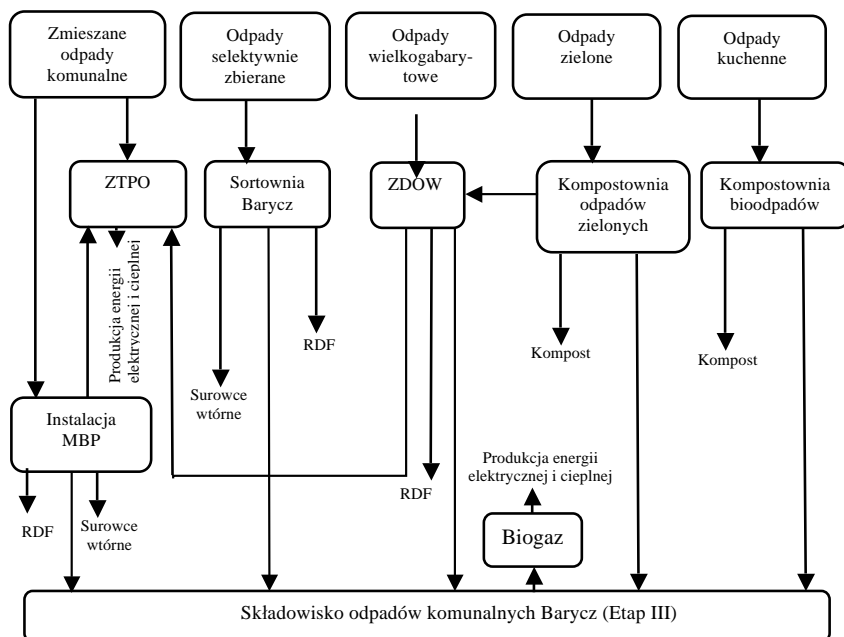 Zmieszane
odpady
komunalne
Odpady
selektywnie
zbierane
Odpady
wielkogabary-
towe
Odpady
zielone
Odpady
kuchenne
ZTPO
Sortownia
Barycz
ZDOW
Kompostownia
odpadów
zielonych
Kompostownia
bioodpadów
Produkcja energii
elektrycznej i cieplnej
RDF
Kompost
Kompost
Surowce
wtórne
Instalacja
MBP
Produkcja energii
elektrycznej i cieplnej
RDF
RDF
Surowce
wtórne
Biogaz
Składowisko odpadów komunalnych Barycz (Etap III)